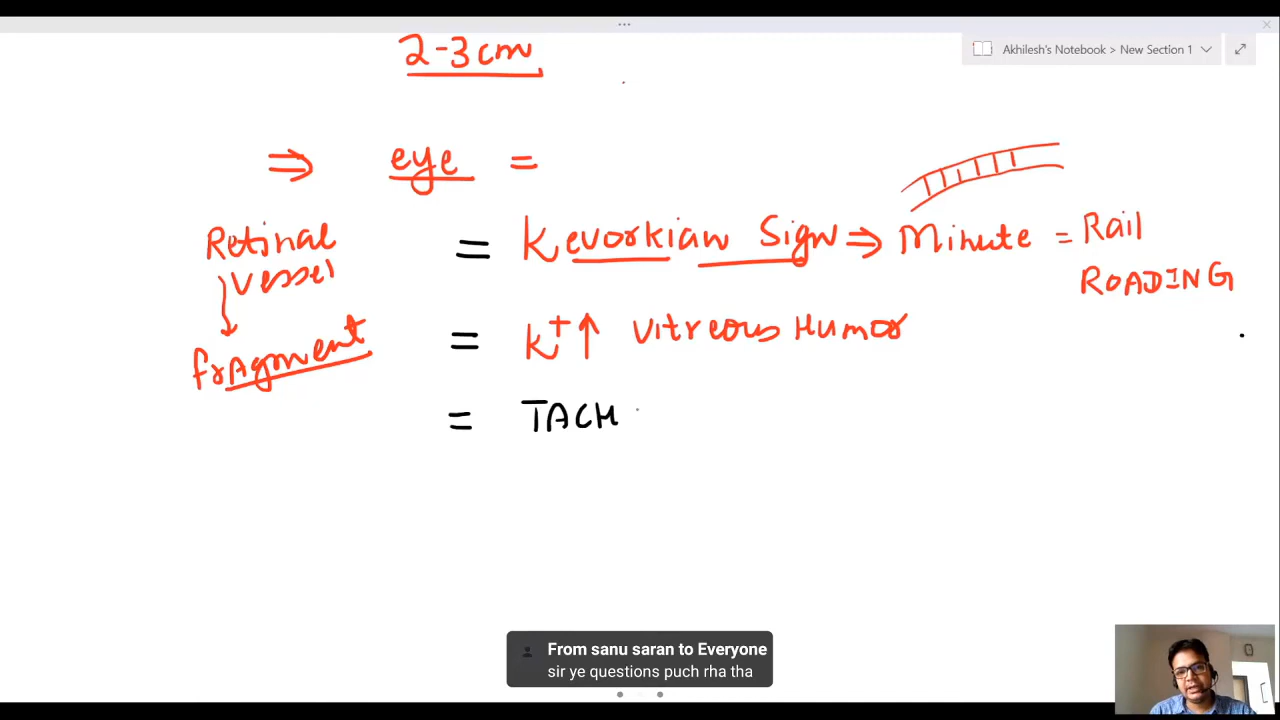 2-3cm
Akhilesh's Notebook > New Section 1
⇒ eye =
Retinal vessel
fragment
= Kevorkian Sign ⇒ Minute = Rail ROADING
= K+↑ Vitreous Humor
= TACH
From sanu saran to Everyone
sir ye questions puch rha tha